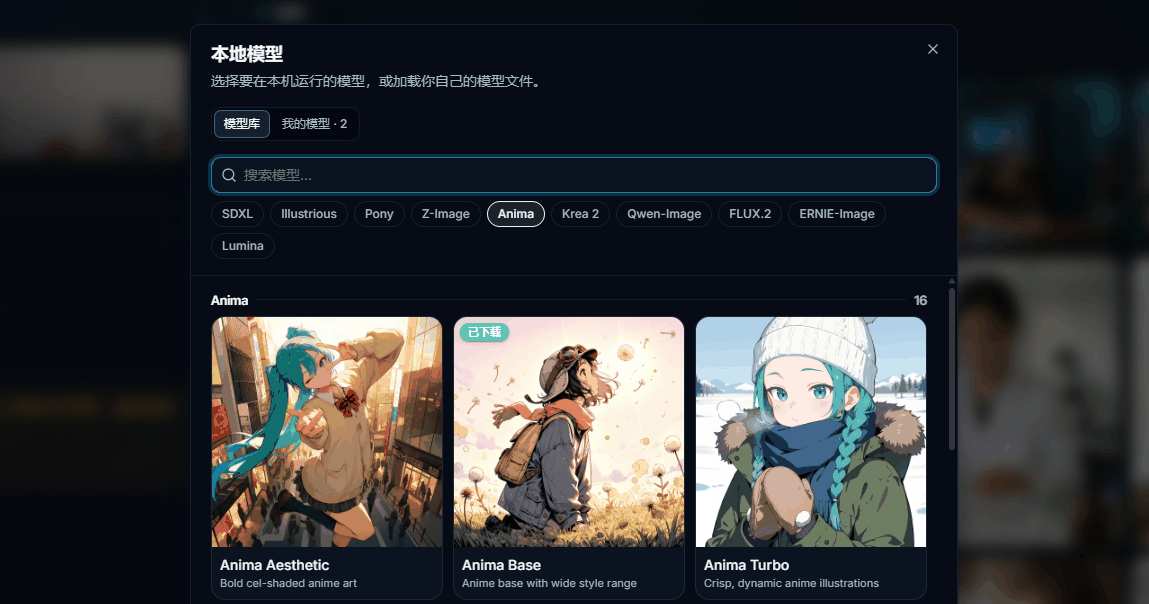 本地模型
选择要在本机运行的模型，或加载你自己的模型文件。
模型库
我的模型 · 2
搜索模型...
SDXL
Illustrious
Pony
Z-Image
Anima
Krea 2
Qwen-Image
FLUX.2
ERNIE-Image
Lumina
Anima
16
已下载
Anima Aesthetic
Bold cel-shaded anime art
Anima Base
Anime base with wide style range
Anima Turbo
Crisp, dynamic anime illustrations